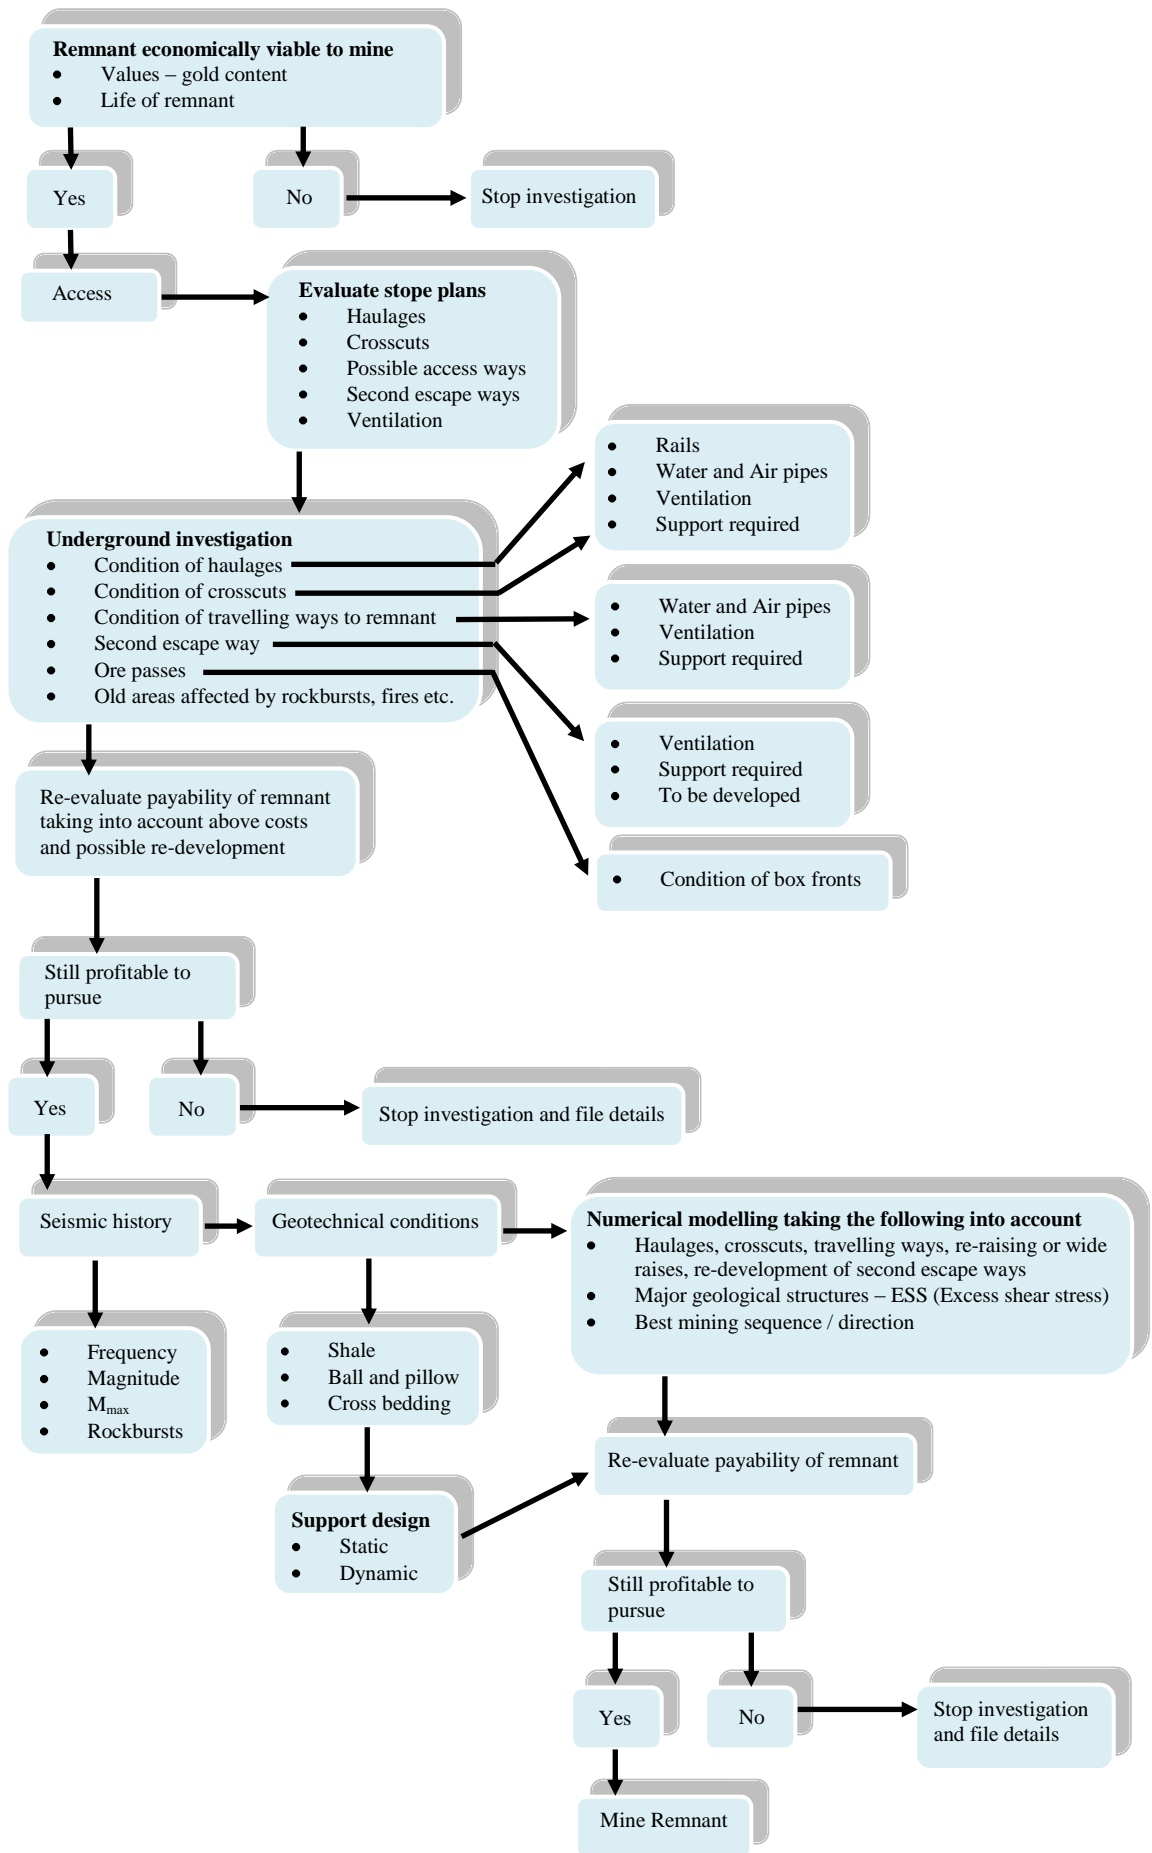 Remnant economically viable to mine
• Values – gold content
• Life of remnant
Yes
No
Stop investigation
Access
Evaluate stope plans
• Haulages
• Crosscuts
• Possible access ways
• Second escape ways
• Ventilation
• Rails
• Water and Air pipes
• Ventilation
• Support required
Underground investigation
• Condition of haulages
• Condition of crosscuts
• Condition of travelling ways to remnant
• Second escape way
• Ore passes
• Old areas affected by rockbursts, fires etc.
• Water and Air pipes
• Ventilation
• Support required
• Ventilation
• Support required
• To be developed
• Condition of box fronts
Re-evaluate payability of remnant
taking into account above costs
and possible re-development
Still profitable to
pursue
Yes
No
Stop investigation and file details
Seismic history
Geotechnical conditions
Numerical modelling taking the following into account
• Haulages, crosscuts, travelling ways, re-raising or wide
raises, re-development of second escape ways
• Major geological structures – ESS (Excess shear stress)
• Best mining sequence / direction
• Frequency
• Magnitude
• Mmax
• Rockbursts
• Shale
• Ball and pillow
• Cross bedding
Support design
• Static
• Dynamic
Re-evaluate payability of remnant
Still profitable to
pursue
Yes
No
Stop investigation
and file details
Mine Remnant